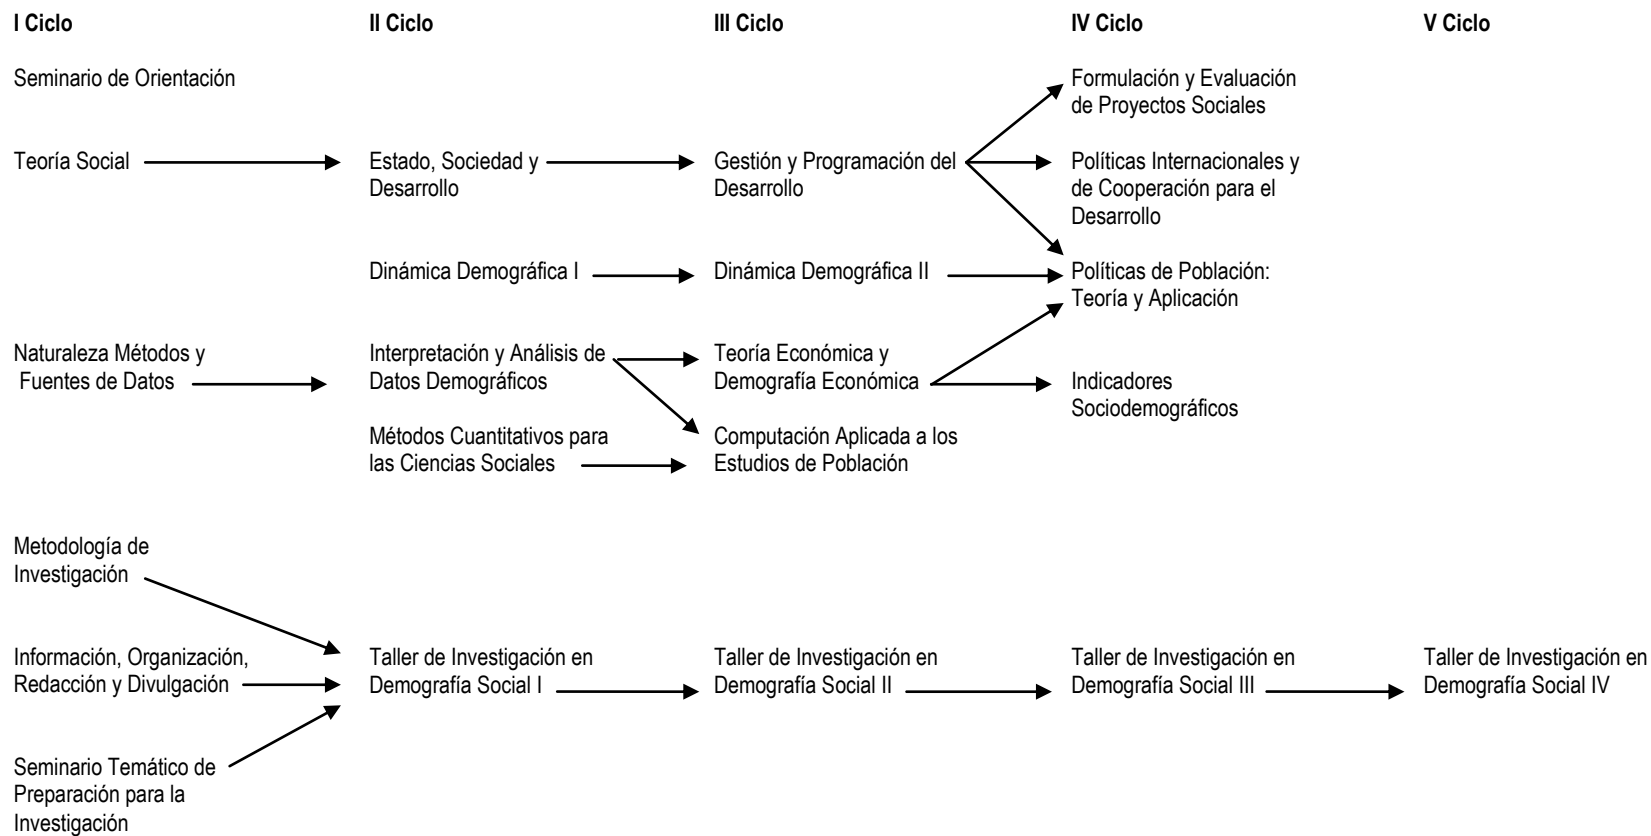 I Ciclo
II Ciclo
III Ciclo
IV Ciclo
V Ciclo
Seminario de Orientación
Formulación y Evaluación
de Proyectos Sociales
Teoría Social
Estado, Sociedad y
Desarrollo
Gestión y Programación del
Desarrollo
Políticas Internacionales y
de Cooperación para el
Desarrollo
Dinámica Demográfica I
Dinámica Demográfica II
Políticas de Población:
Teoría y Aplicación
Naturaleza Métodos y
Fuentes de Datos
Interpretación y Análisis de
Datos Demográficos
Teoría Económica y
Demografía Económica
Indicadores
Sociodemográficos
Métodos Cuantitativos para
las Ciencias Sociales
Computación Aplicada a los
Estudios de Población
Metodología de
Investigación
Información, Organización,
Redacción y Divulgación
Taller de Investigación en
Demografía Social I
Taller de Investigación en
Demografía Social II
Taller de Investigación en
Demografía Social III
Taller de Investigación en
Demografía Social IV
Seminario Temático de
Preparación para la
Investigación